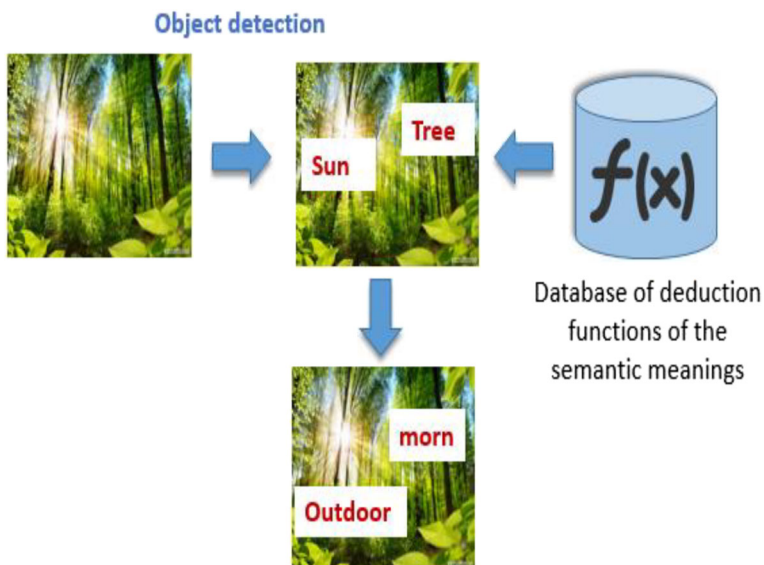 Object detection
Tree
Sun
f(x)
Database of deduction
functions of the
semantic meanings
morn
Outdoor